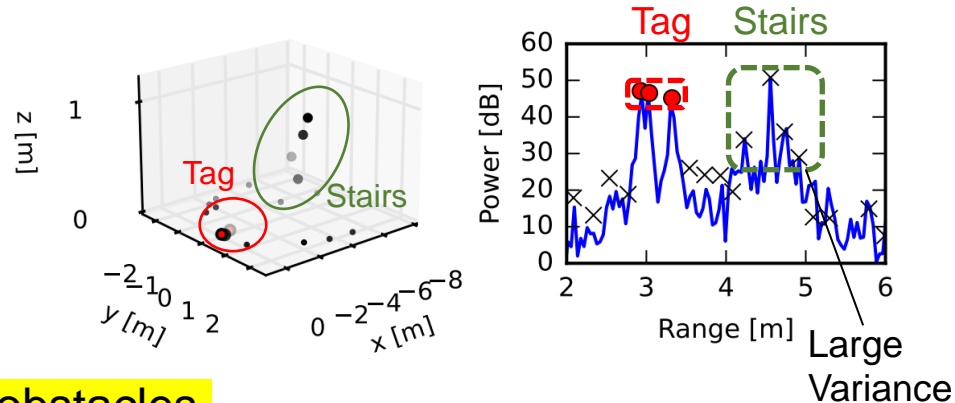 Tag
Stairs
1
0
z [m]
Tag
Stairs
−2
−1
0
1
2
y [m]
0
−2
−4
−6
−8
x [m]
60
50
40
30
20
10
0
Power [dB]
2 3 4 5 6
Range [m]
Large
Variance
obstacles